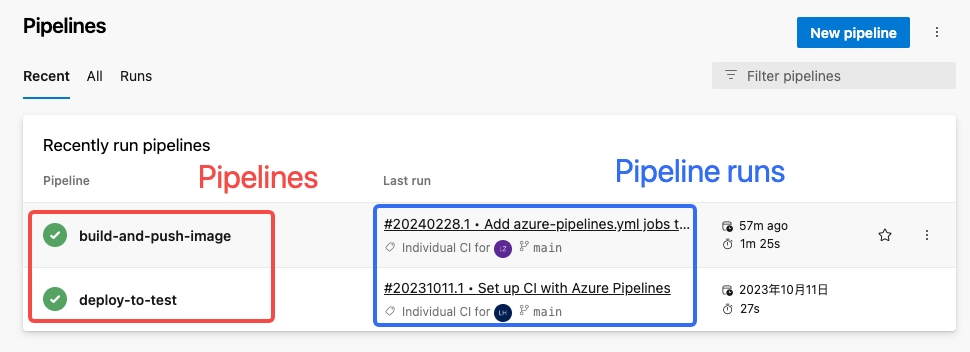 Pipelines
New pipeline
Recent All Runs
Filter pipelines
Recently run pipelines
Pipelines
Pipeline runs
Pipeline
Last run
build-and-push-image
#20240228.1 • Add azure-pipelines.yml jobs t...
Individual CI for LZ main
57m ago
1m 25s
deploy-to-test
#20231011.1 • Set up CI with Azure Pipelines
Individual CI for LH main
2023年10月11日
27s